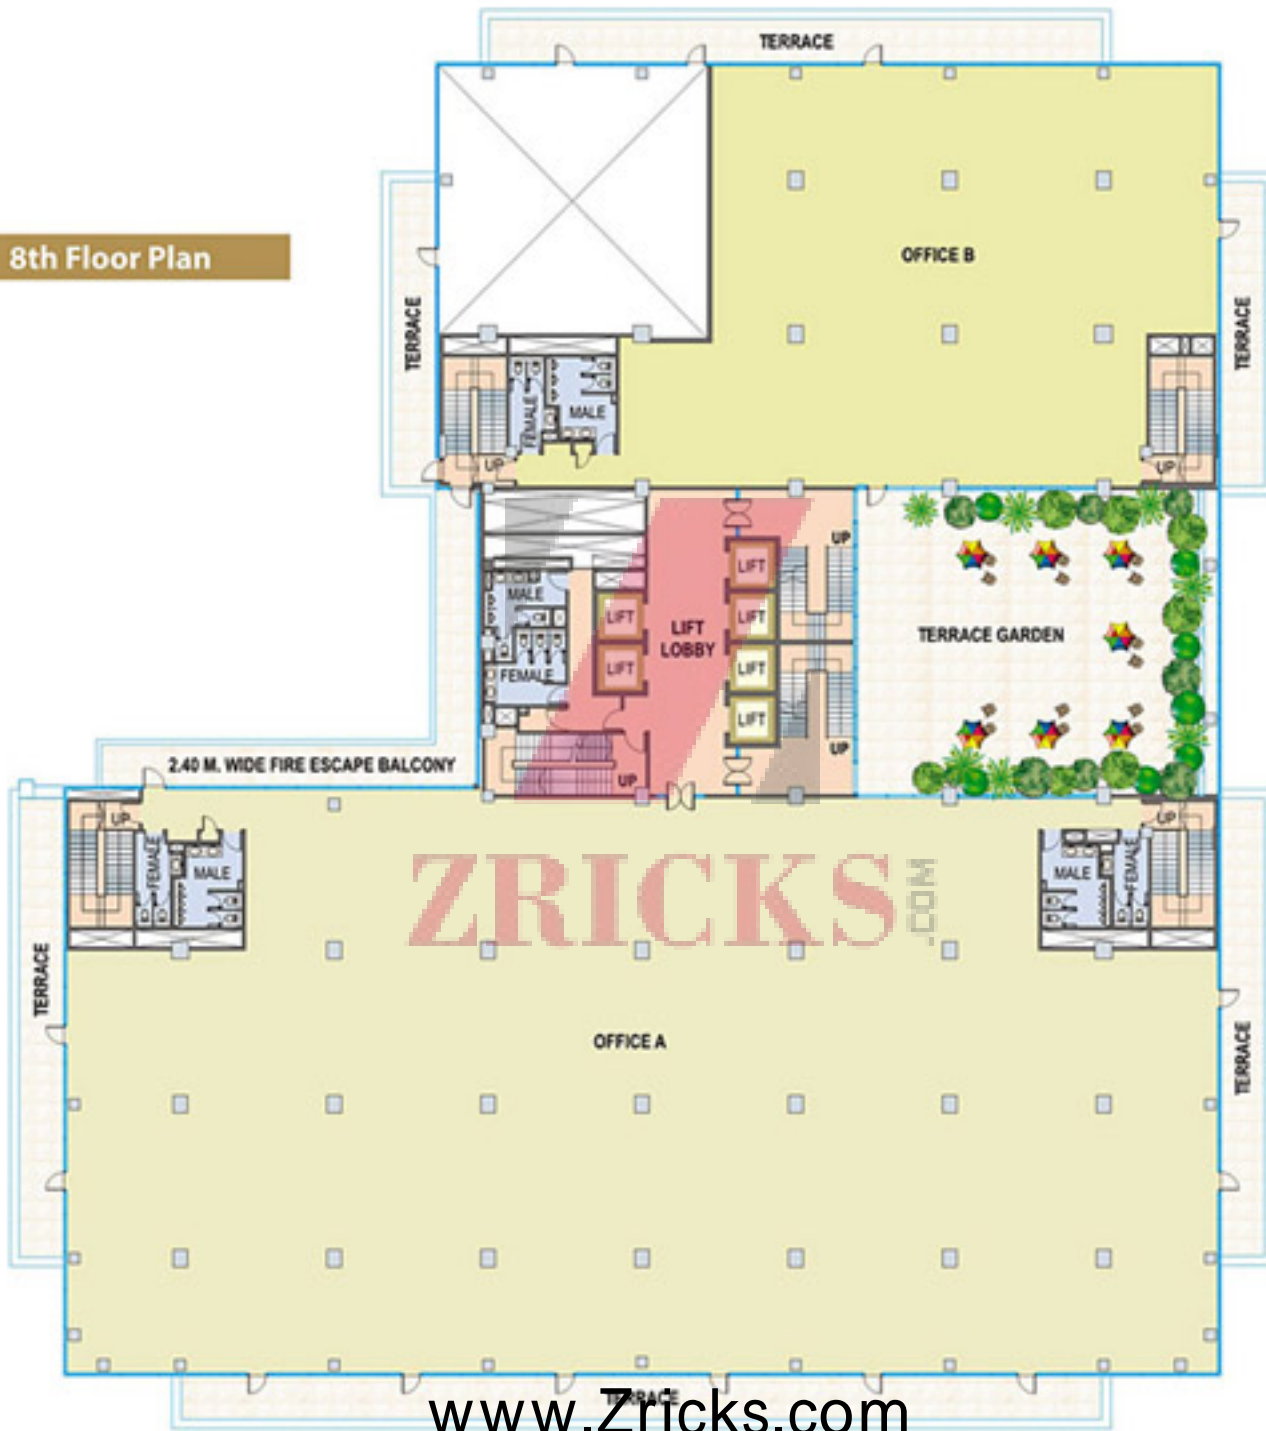 TERRACE
8th Floor Plan
OFFICE B
TERRACE
TERRACE
FEMALE
MALE
UP
UP
UP
LIFT
MALE
LIFT
LIFT
LIFT
LOBBY
TERRACE GARDEN
LIFT
LIFT
FEMALE
LIFT
UP
2.40 M. WIDE FIRE ESCAPE BALCONY
UP
UP
UP
FEMALE
MALE
MALE
FEMALE
ZRICKS.COM
TERRACE
OFFICE A
TERRACE
TERRACE
www.Zricks.com